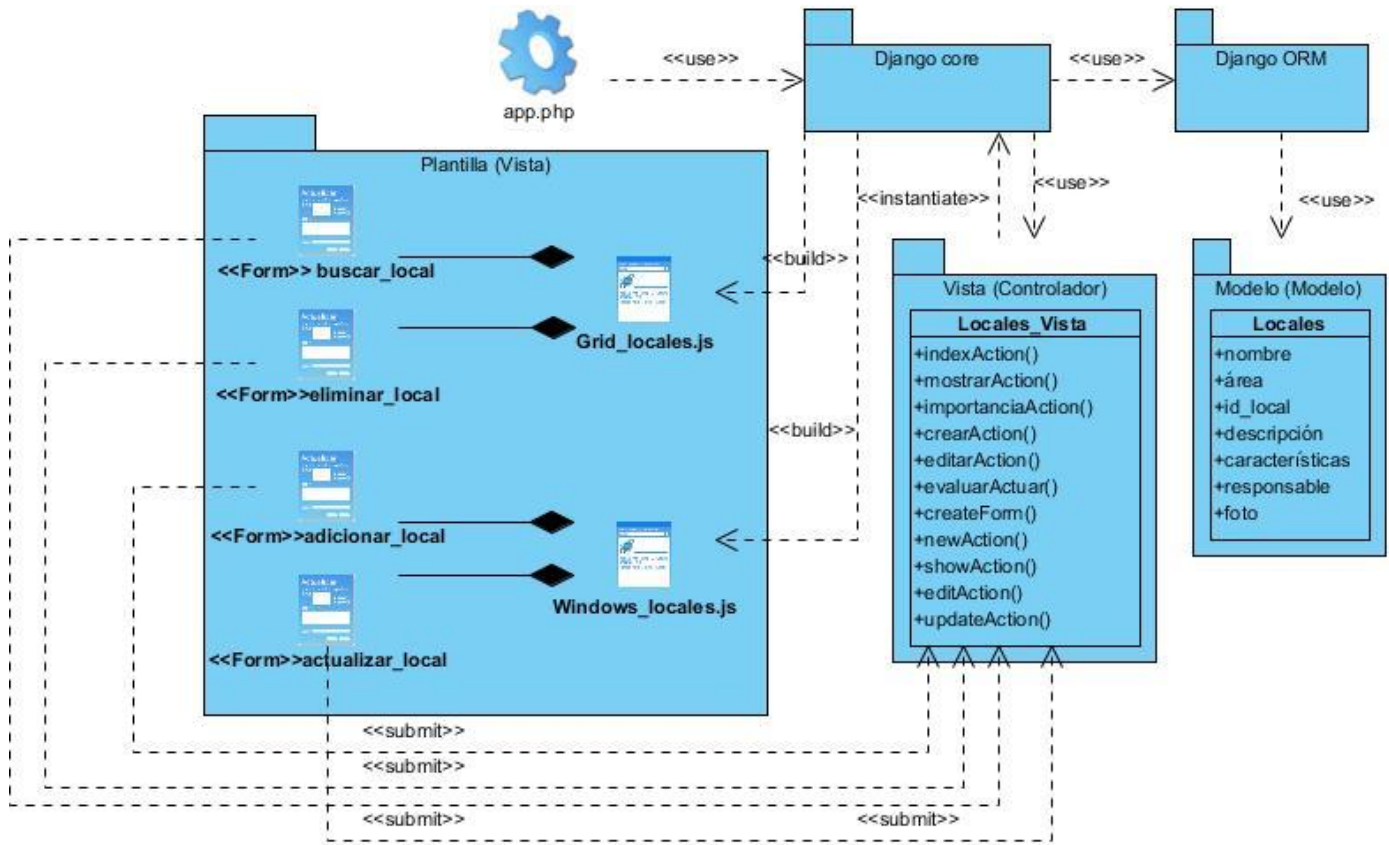 <<use>>
Django core
<<use>>
Django ORM
app.php
Plantilla (Vista)
<<instantiate>>
<<use>>
<<use>>
<<Form>> buscar_local
<<build>>
Grid_locales.js
<<Form>>eliminar_local
<<build>>
<<Form>>adicionar_local
Windows_locales.js
<<Form>>actualizar_local
Vista (Controlador)
Locales_Vista
+indexAction()
+mostrarAction()
+importanciaAction()
+crearAction()
+editarAction()
+evaluarActuar()
+createForm()
+newAction()
+showAction()
+editAction()
+updateAction()
Modelo (Modelo)
Locales
+nombre
+área
+id_local
+descripción
+características
+responsable
+foto
<<submit>>
<<submit>>
<<submit>>
<<submit>>